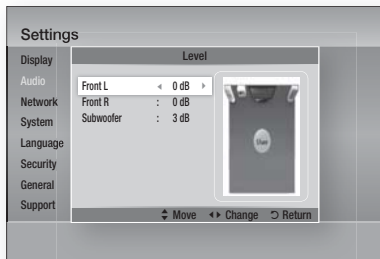 Settings
Display
Audio
Network
System
Language
Security
General
Support
Level
Front L ◀ 0 dB ▶
Front R : 0 dB
Subwoofer : 3 dB
Move ◀▶ Change Return